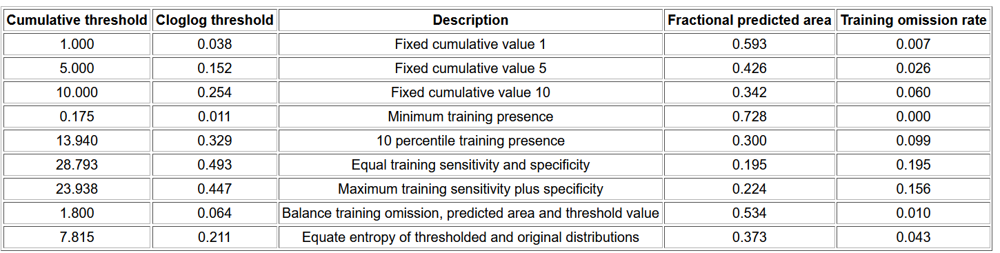 Cumulative threshold Cloglog threshold Description Fractional predicted area Training omission rate
1.000 0.038 Fixed cumulative value 1 0.593 0.007
5.000 0.152 Fixed cumulative value 5 0.426 0.026
10.000 0.254 Fixed cumulative value 10 0.342 0.060
0.175 0.011 Minimum training presence 0.728 0.000
13.940 0.329 10 percentile training presence 0.300 0.099
28.793 0.493 Equal training sensitivity and specificity 0.195 0.195
23.938 0.447 Maximum training sensitivity plus specificity 0.224 0.156
1.800 0.064 Balance training omission, predicted area and threshold value 0.534 0.010
7.815 0.211 Equate entropy of thresholded and original distributions 0.373 0.043